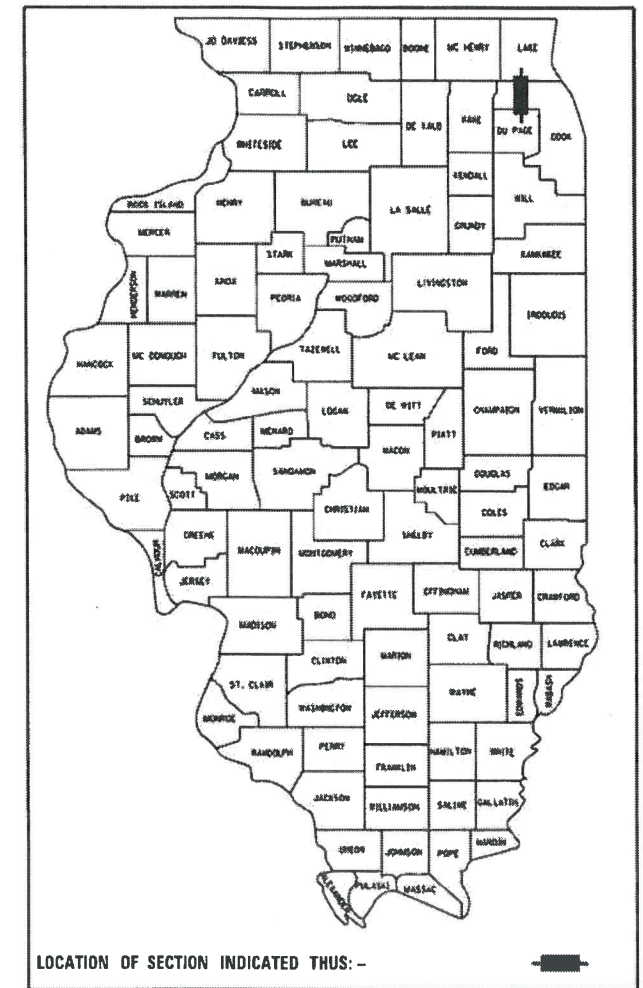 JO DAVIESS STEPHENSON WINNEBAGO BOONE MC HENRY LAKE
CARROLL OGLE DE KALB KANE DU PAGE COOK
WHITESIDE LEE
KENDALL WILL
ROCK ISLAND HENRY BUREAU LA SALLE GRUNDY
MERCER PUTNAM KANKAKEE
STARK MARSHALL
HENDERSON WARREN KNOX PEORIA WOODFORD LIVINGSTON IROQUOIS
HANCOCK MC DONOUGH FULTON TAZEWELL MC LEAN FORD
MASON
SCHUYLER LOGAN DE WITT CHAMPAIGN VERMILION
ADAMS BROWN CASS MENARD PIATT
MACON
PIKE SCOTT MORGAN SANGAMON MOULTRIE DOUGLAS EDGAR
CHRISTIAN COLES
GREENE MACOUPIN MONTGOMERY SHELBY CUMBERLAND CLARK
CALHOUN JERSEY
FAYETTE EFFINGHAM JASPER CRAWFORD
MADISON BOND
CLAY RICHLAND LAWRENCE
CLINTON MARION
ST. CLAIR WAYNE EDWARDS WABASH
WASHINGTON JEFFERSON
MONROE
RANDOLPH PERRY HAMILTON WHITE
FRANKLIN
JACKSON WILLIAMSON SALINE GALLATIN
UNION JOHNSON POPE HARDIN
ALEXANDER PULASKI MASSAC
LOCATION OF SECTION INDICATED THUS: –